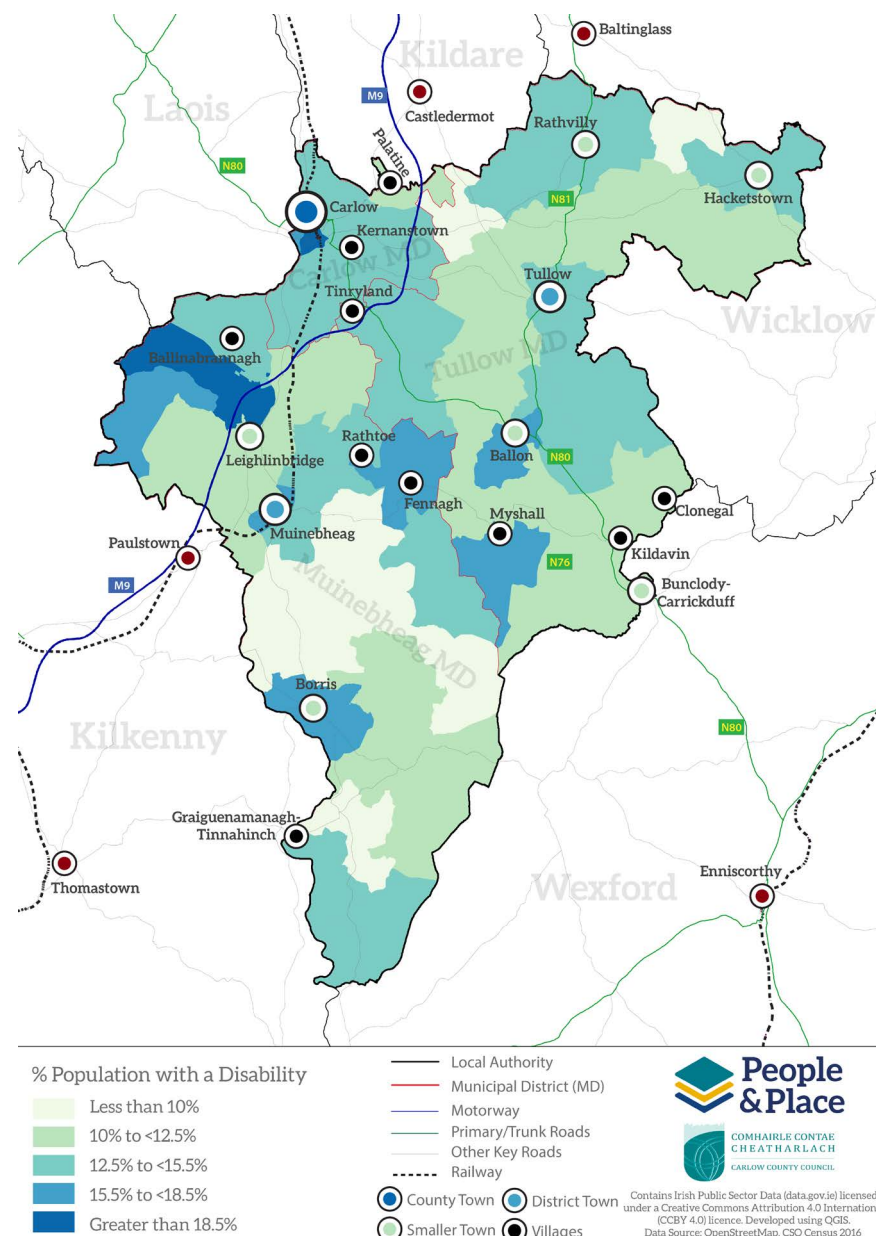 Baltinglass
Kildare
M9
Castledermot
Laois
Rathvilly
Palatine
N80
Hacketstown
N81
Carlow
Kernanstown
Carlow MD
Tullow
Tinryland
Wicklow
Ballinabrannagh
Tullow MD
Rathtoe
Ballon
Leighlinbridge
N80
Fennagh
Clonegal
Myshall
Muinebheag
Paulstown
Kildavin
N76
M9
Bunclody-
Carrickduff
Muinebheag MD
Borris
N80
Kilkenny
Graiguenamanagh-
Tinnahinch
Enniscorthy
Thomastown
Wexford
% Population with a Disability
Less than 10%
10% to <12.5%
12.5% to <15.5%
15.5% to <18.5%
Greater than 18.5%
Local Authority
Municipal District (MD)
Motorway
Primary/Trunk Roads
Other Key Roads
Railway
County Town
District Town
Smaller Town
Villages
People
& Place
COMHAIRLE CONTAE
CHEATHARLACH
CARLOW COUNTY COUNCIL
Contains Irish Public Sector Data (data.gov.ie) licensed
under a Creative Commons Attribution 4.0 Internation
(CCBY 4.0) licence. Developed using QGIS.
Data Source: OpenStreetMap, CSO Census 2016